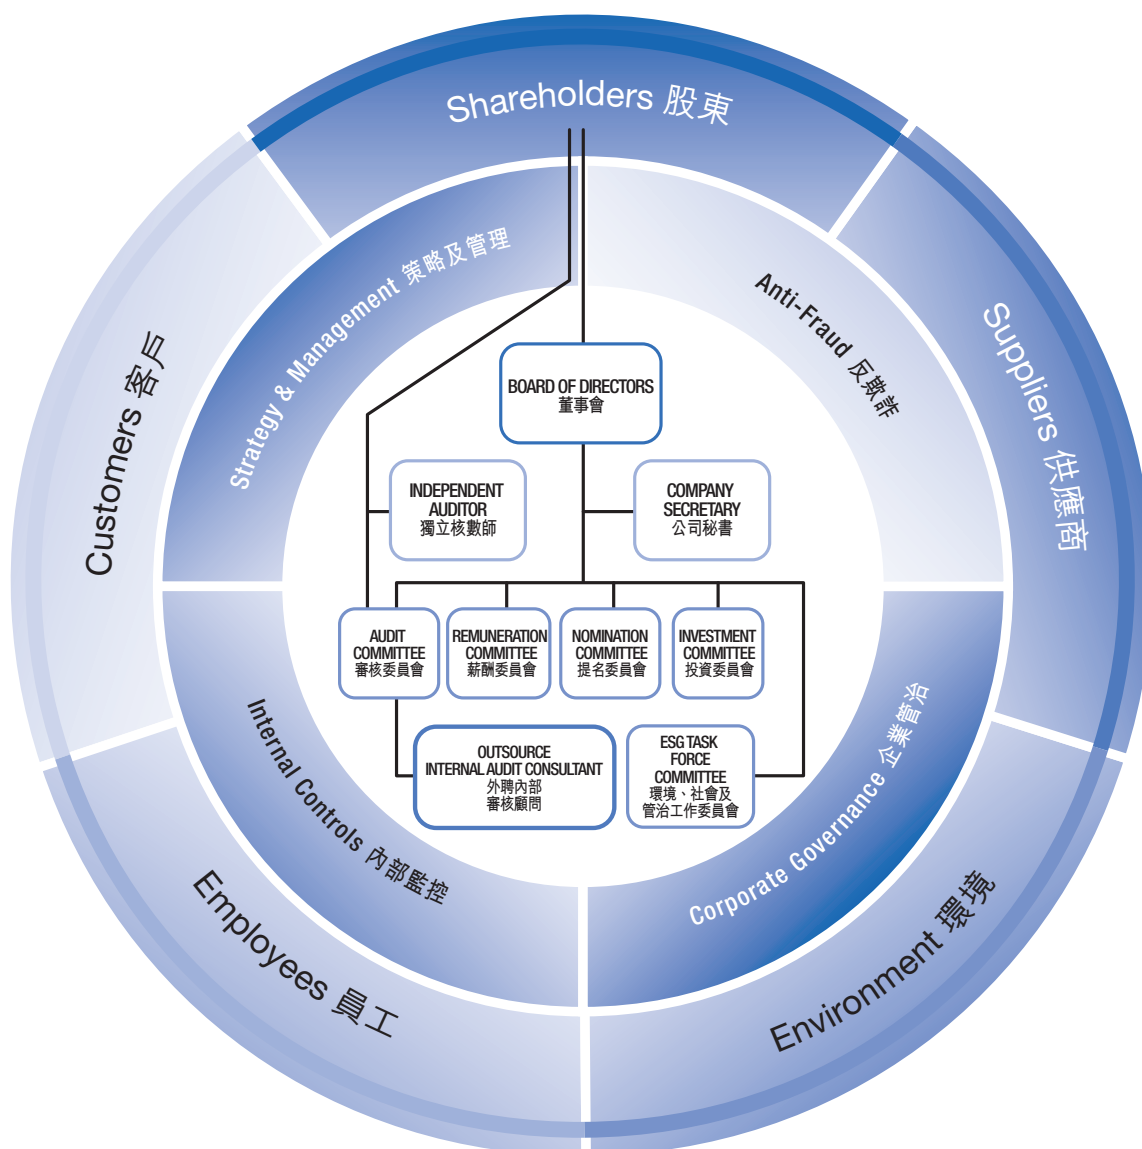 Shareholders 股東
Customers 客戶
Suppliers 供應商
Strategy & Management 策略及管理
Anti-Fraud 反欺詐
BOARD OF DIRECTORS
董事會
INDEPENDENT
AUDITOR
獨立核數師
COMPANY
SECRETARY
公司秘書
AUDIT
COMMITTEE
審核委員會
REMUNERATION
COMMITTEE
薪酬委員會
NOMINATION
COMMITTEE
提名委員會
INVESTMENT
COMMITTEE
投資委員會
OUTSOURCE
INTERNAL AUDIT CONSULTANT
外聘內部
審核顧問
ESG TASK
FORCE
COMMITTEE
環境、社會及
管治工作委員會
Internal Controls 內部監控
Corporate Governance 企業管治
Employees 員工
Environment 環境